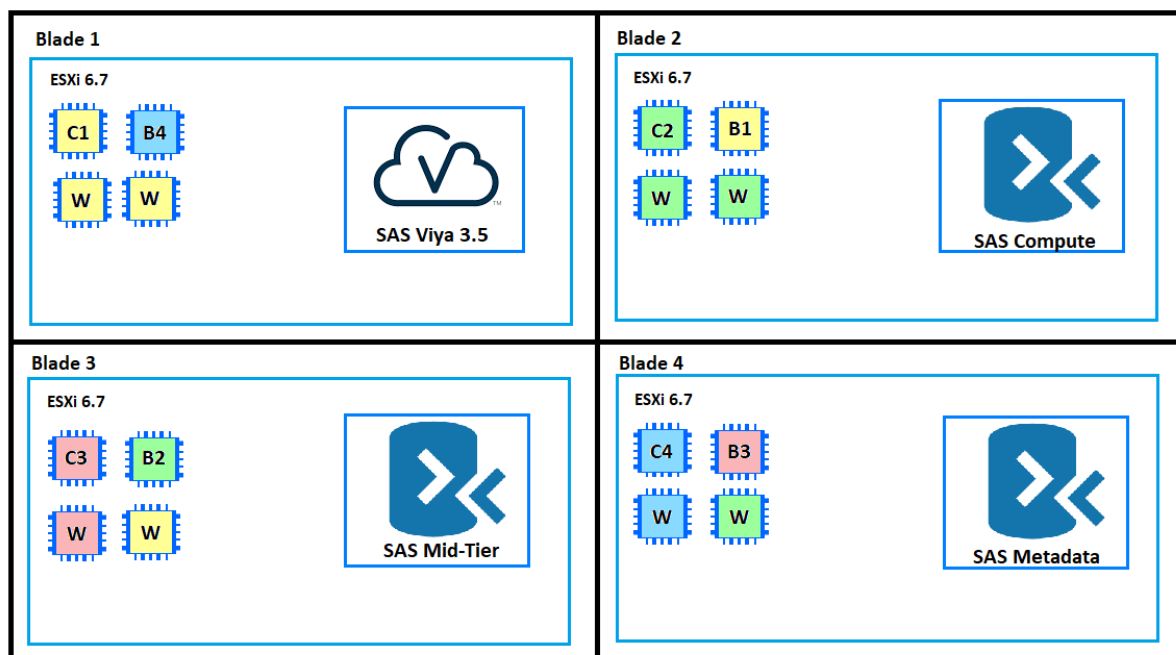 Blade 1
ESXi 6.7
C1 B4
W W
SAS Viya 3.5
TM
Blade 2
ESXi 6.7
C2 B1
W W
SAS Compute
Blade 3
ESXi 6.7
C3 B2
W W
SAS Mid-Tier
Blade 4
ESXi 6.7
C4 B3
W W
SAS Metadata